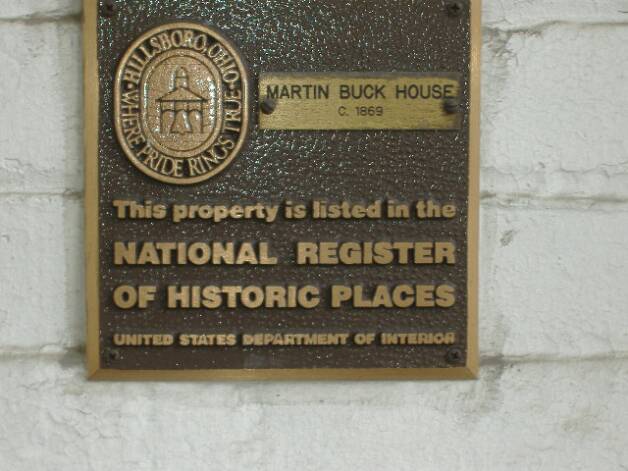 HILLSBORO, OHIO
WHERE PRIDE RINGS TRUE
MARTIN BUCK HOUSE
C. 1869
This property is listed in the
NATIONAL REGISTER
OF HISTORIC PLACES
UNITED STATES DEPARTMENT OF INTERIOR